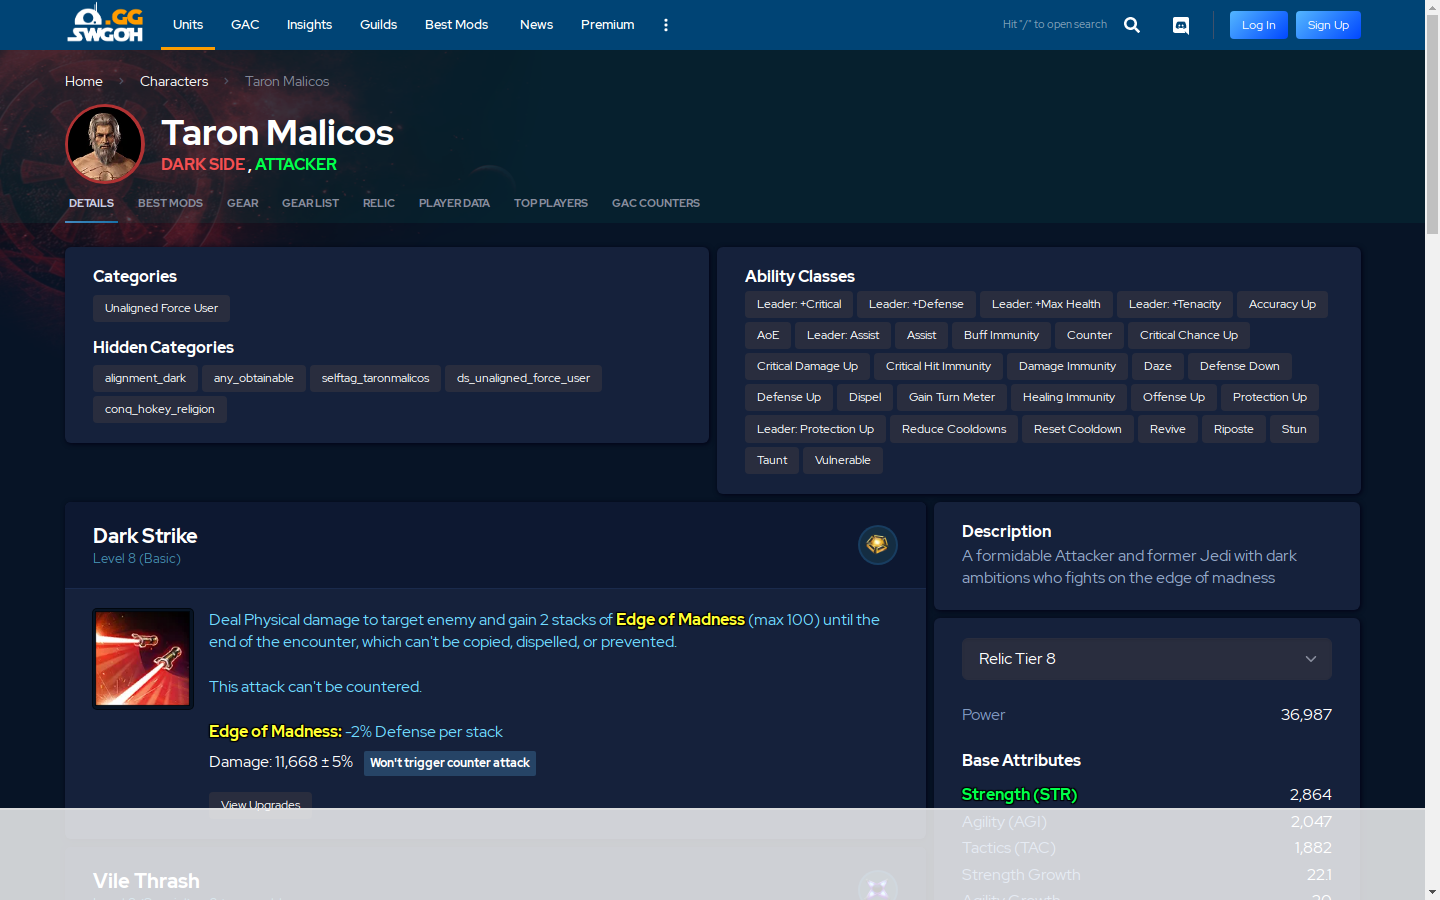 .GG
SWGOH
Units
GAC
Insights
Guilds
Best Mods
News
Premium
Hit "/" to open search
Log In
Sign Up
Home
Characters
Taron Malicos
Taron Malicos
DARK SIDE , ATTACKER
DETAILS
BEST MODS
GEAR
GEAR LIST
RELIC
PLAYER DATA
TOP PLAYERS
GAC COUNTERS
Categories
Unaligned Force User
Hidden Categories
alignment_dark any_obtainable selftag_taronmalicos ds_unaligned_force_user
conq_hokey_religion
Ability Classes
Leader: +Critical Leader: +Defense Leader: +Max Health Leader: +Tenacity Accuracy Up
AoE Leader: Assist Assist Buff Immunity Counter Critical Chance Up
Critical Damage Up Critical Hit Immunity Damage Immunity Daze Defense Down
Defense Up Dispel Gain Turn Meter Healing Immunity Offense Up Protection Up
Leader: Protection Up Reduce Cooldowns Reset Cooldown Revive Riposte Stun
Taunt Vulnerable
Dark Strike
Level 8 (Basic)
Deal Physical damage to target enemy and gain 2 stacks of Edge of Madness (max 100) until the
end of the encounter, which can't be copied, dispelled, or prevented.
This attack can't be countered.
Edge of Madness: -2% Defense per stack
Damage: 11,668 ± 5% Won't trigger counter attack
View Upgrades
Vile Thrash
Description
A formidable Attacker and former Jedi with dark
ambitions who fights on the edge of madness
Relic Tier 8
Power 36,987
Base Attributes
Strength (STR) 2,864
Agility (AGI) 2,047
Tactics (TAC) 1,882
Strength Growth 22.1
Agility Growth 20